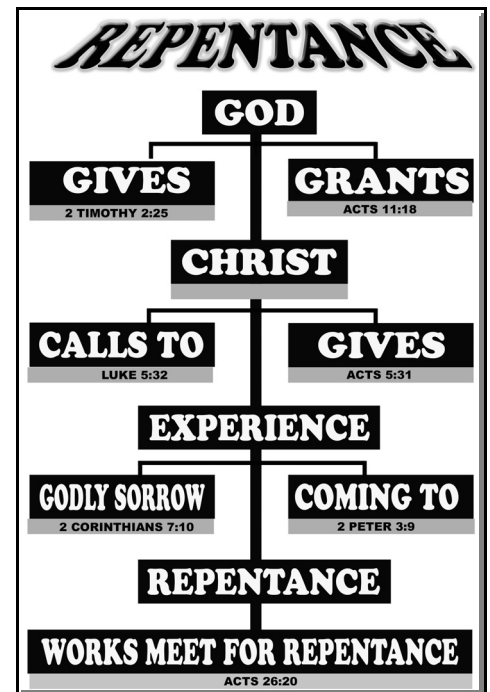 REPENTANCE
GOD
GIVES
2 TIMOTHY 2:25
GRANTS
ACTS 11:18
CHRIST
CALLS TO
LUKE 5:32
GIVES
ACTS 5:31
EXPERIENCE
GODLY SORROW
2 CORINTHIANS 7:10
COMING TO
2 PETER 3:9
REPENTANCE
WORKS MEET FOR REPENTANCE
ACTS 26:20